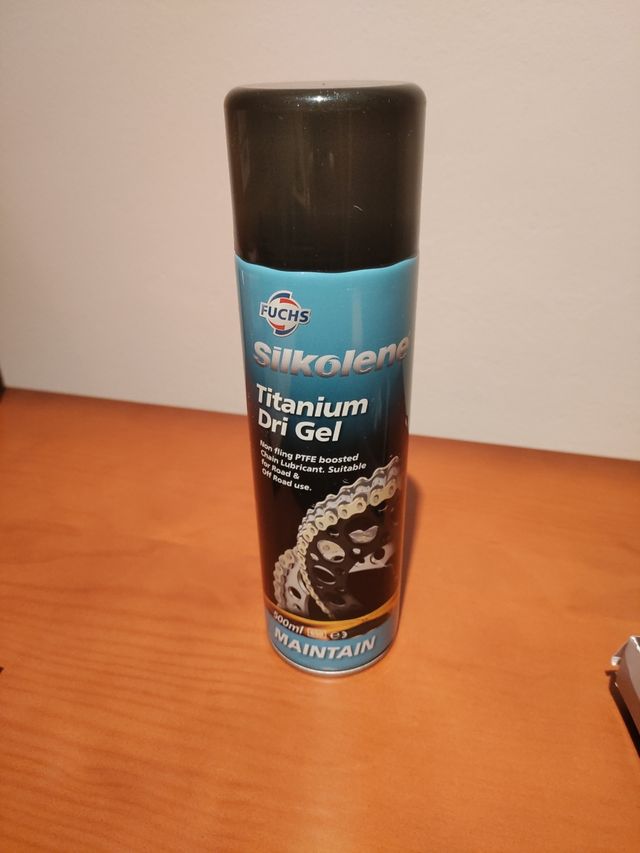 FUCHS
Silkolene
Titanium
Dri Gel
Non fling PTFE boosted
Chain Lubricant. Suitable
for Road &
Off Road use.
500ml
MAINTAIN